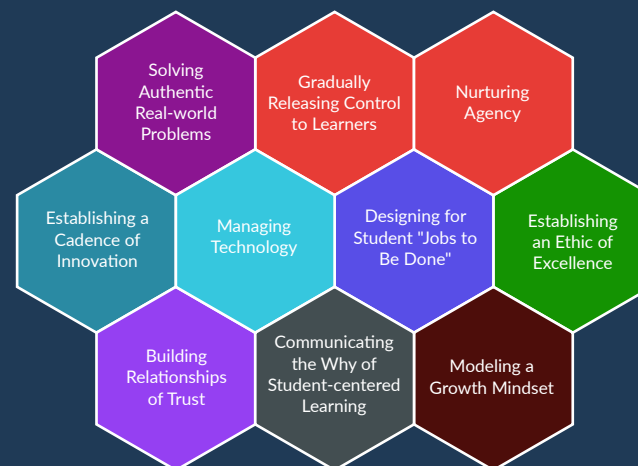 Solving
Authentic
Real-world
Problems
Gradually
Releasing Control
to Learners
Nurturing
Agency
Establishing a
Cadence of
Innovation
Managing
Technology
Designing for
Student "Jobs to
Be Done"
Establishing
an Ethic of
Excellence
Building
Relationships
of Trust
Communicating
the Why of
Student-centered
Learning
Modeling a
Growth Mindset